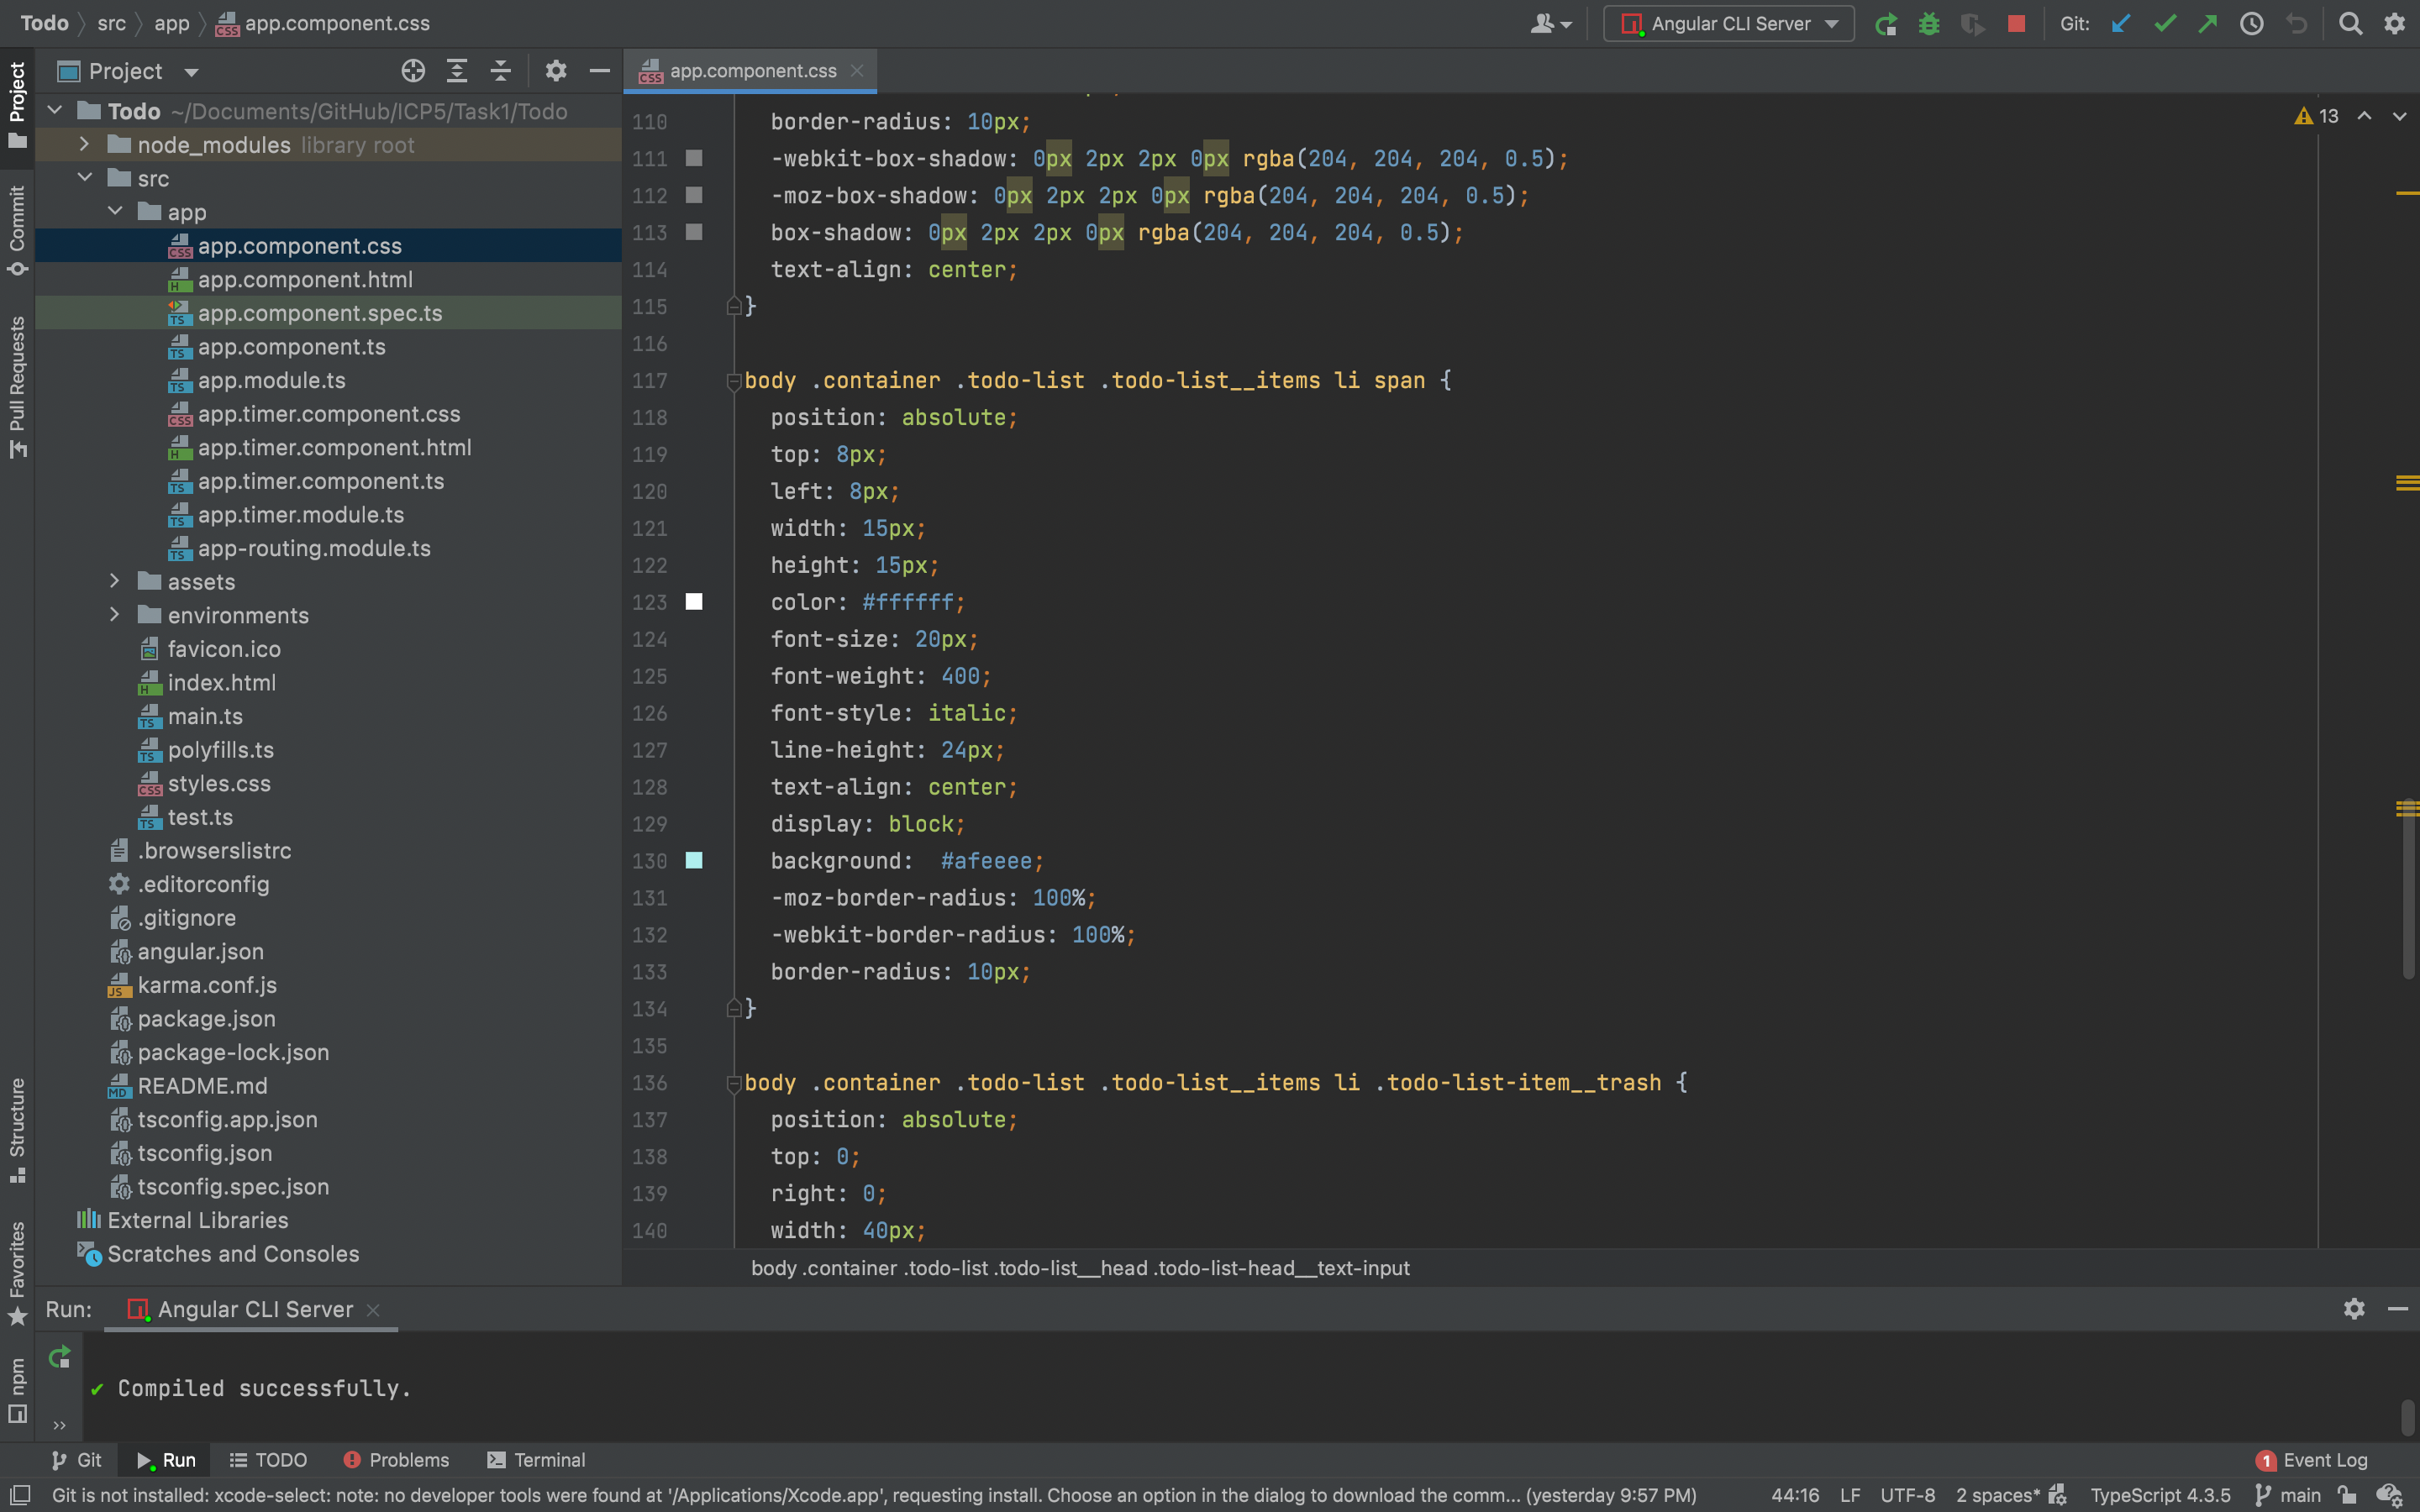 Todo src app app.component.css
Angular CLI Server
Git:
Project
app.component.css
Project
Commit
Pull Requests
Structure
Favorites
npm
Todo ~/Documents/GitHub/ICP5/Task1/Todo
node_modules library root
src
app
app.component.css
app.component.html
app.component.spec.ts
app.component.ts
app.module.ts
app.timer.component.css
app.timer.component.html
app.timer.component.ts
app.timer.module.ts
app-routing.module.ts
assets
environments
favicon.ico
index.html
main.ts
polyfills.ts
styles.css
test.ts
.browserslistrc
.editorconfig
.gitignore
angular.json
karma.conf.js
package.json
package-lock.json
README.md
tsconfig.app.json
tsconfig.json
tsconfig.spec.json
External Libraries
Scratches and Consoles
13
110 border-radius: 10px;
111 -webkit-box-shadow: 0px 2px 2px 0px rgba(204, 204, 204, 0.5);
112 -moz-box-shadow: 0px 2px 2px 0px rgba(204, 204, 204, 0.5);
113 box-shadow: 0px 2px 2px 0px rgba(204, 204, 204, 0.5);
114 text-align: center;
115 }
116
117 body .container .todo-list .todo-list__items li span {
118 position: absolute;
119 top: 8px;
120 left: 8px;
121 width: 15px;
122 height: 15px;
123 color: #ffffff;
124 font-size: 20px;
125 font-weight: 400;
126 font-style: italic;
127 line-height: 24px;
128 text-align: center;
129 display: block;
130 background:  #afeeee;
131 -moz-border-radius: 100%;
132 -webkit-border-radius: 100%;
133 border-radius: 10px;
134 }
135
136 body .container .todo-list .todo-list__items li .todo-list-item__trash {
137 position: absolute;
138 top: 0;
139 right: 0;
140 width: 40px;
body .container .todo-list .todo-list__head .todo-list-head__text-input
Run: Angular CLI Server
✔ Compiled successfully.
Git Run TODO Problems Terminal 1 Event Log
Git is not installed: xcode-select: note: no developer tools were found at '/Applications/Xcode.app', requesting install. Choose an option in the dialog to download the comm... (yesterday 9:57 PM) 44:16 LF UTF-8 2 spaces* TypeScript 4.3.5 main